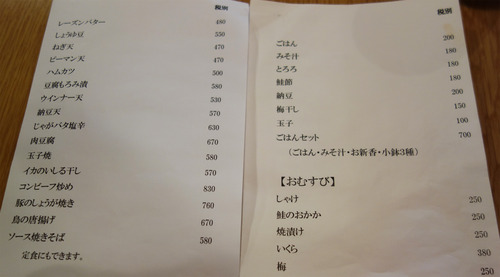 税別
レーズンバター 480
しょうゆ豆 550
ねぎ天 470
ピーマン天 470
ハムカツ 500
豆腐もろみ漬 580
ウインナー天 530
納豆天 570
じゃがバタ塩辛 630
肉豆腐 670
玉子焼 580
イカのいしる干し 570
コンビーフ炒め 830
豚のしょうが焼き 760
鳥の唐揚げ 670
ソース焼きそば 580
定食にもできます。
税別
ごはん 200
みそ汁 180
とろろ 180
鮭節 180
納豆 200
梅干し 150
玉子 100
ごはんセット 700
（ごはん・みそ汁・お新香・小鉢3種）
【おむすび】
しゃけ 250
鮭のおかか 250
焼漬け 250
いくら 380
梅 250